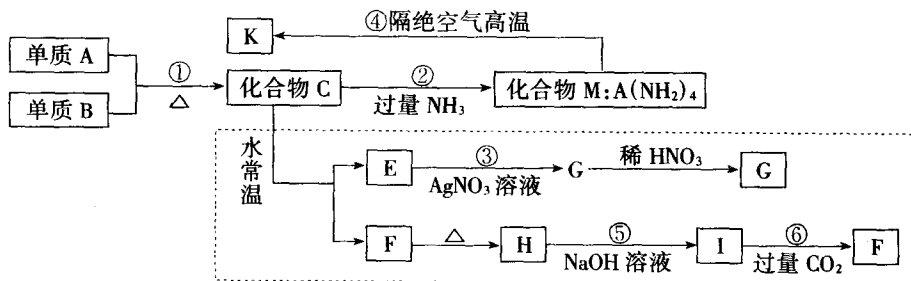 ④隔绝空气高温
K
单质 A
①
△
单质 B
化合物 C
②
过量 NH₃
化合物 M:A(NH₂)₄
水常温
E
③
AgNO₃ 溶液
G
稀 HNO₃
G
F
△
H
⑤
NaOH 溶液
I
⑥
过量 CO₂
F